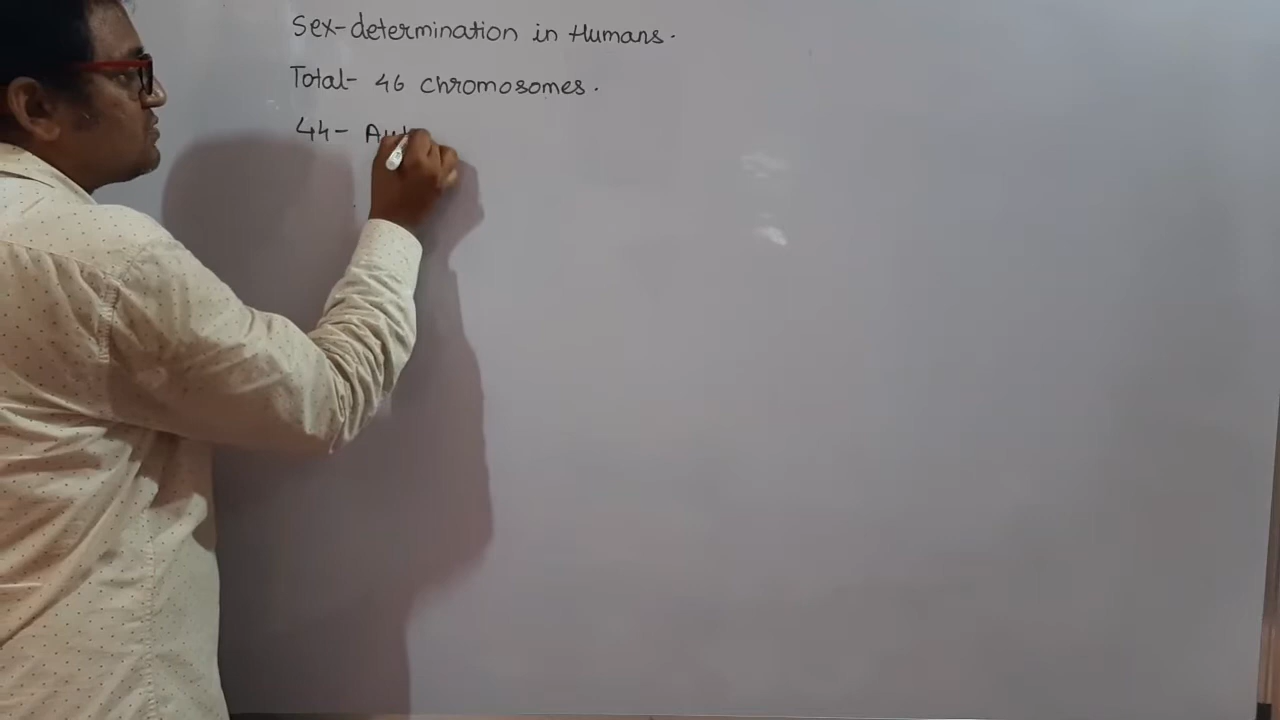 Sex-determination in Humans.
Total- 46 chromosomes.
44- Aut